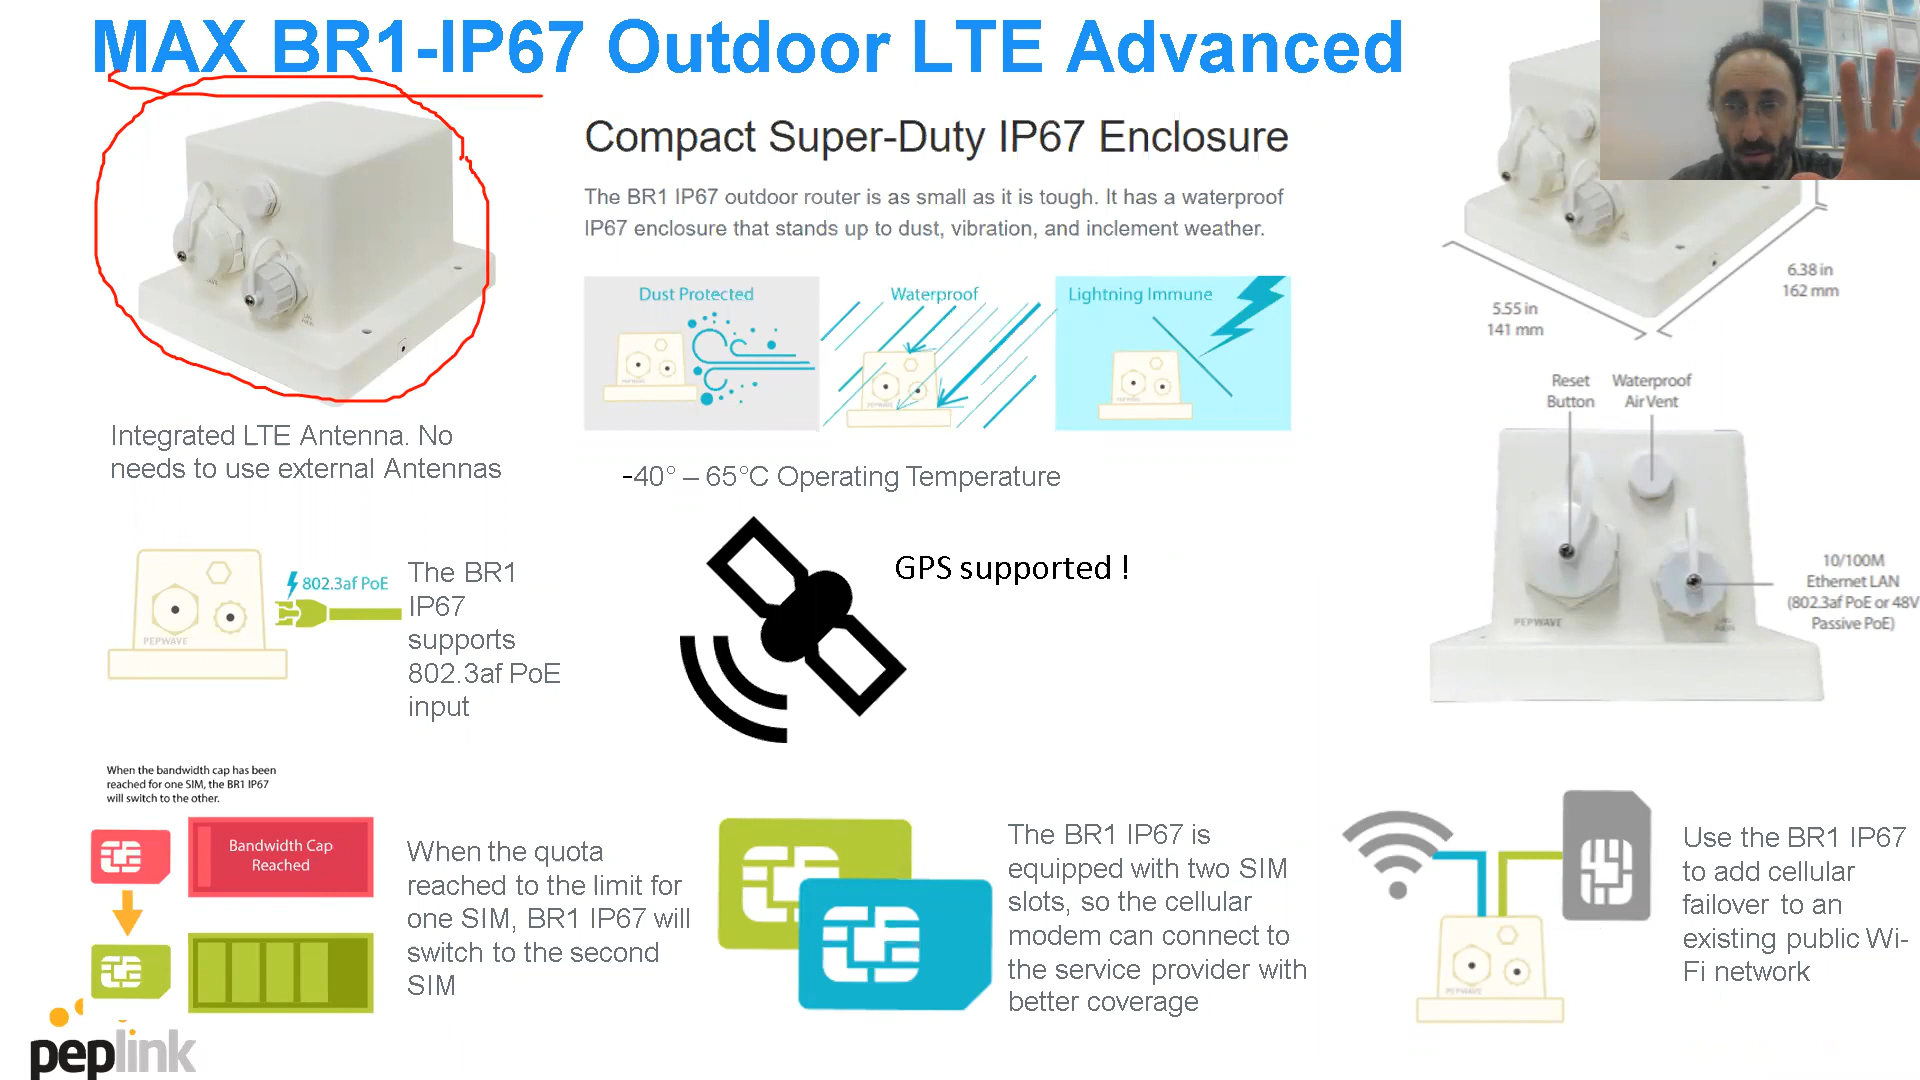 MAX BR1-IP67 Outdoor LTE Advanced
Compact Super-Duty IP67 Enclosure
The BR1 IP67 outdoor router is as small as it is tough. It has a waterproof
IP67 enclosure that stands up to dust, vibration, and inclement weather.
Dust Protected
Waterproof
Lightning Immune
6.38 in
162 mm
5.55 in
141 mm
Integrated LTE Antenna. No
needs to use external Antennas
-40° – 65°C Operating Temperature
Reset
Button
Waterproof
Air Vent
10/100M
Ethernet LAN
(802.3af PoE or 48V
Passive PoE)
PEPWAVE
802.3af PoE
PEPWAVE
The BR1
IP67
supports
802.3af PoE
input
GPS supported !
When the bandwidth cap has been
reached for one SIM, the BR1 IP67
will switch to the other.
Bandwidth Cap
Reached
When the quota
reached to the limit for
one SIM, BR1 IP67 will
switch to the second
SIM
The BR1 IP67 is
equipped with two SIM
slots, so the cellular
modem can connect to
the service provider with
better coverage
PEPWAVE
Use the BR1 IP67
to add cellular
failover to an
existing public Wi-
Fi network
peplink